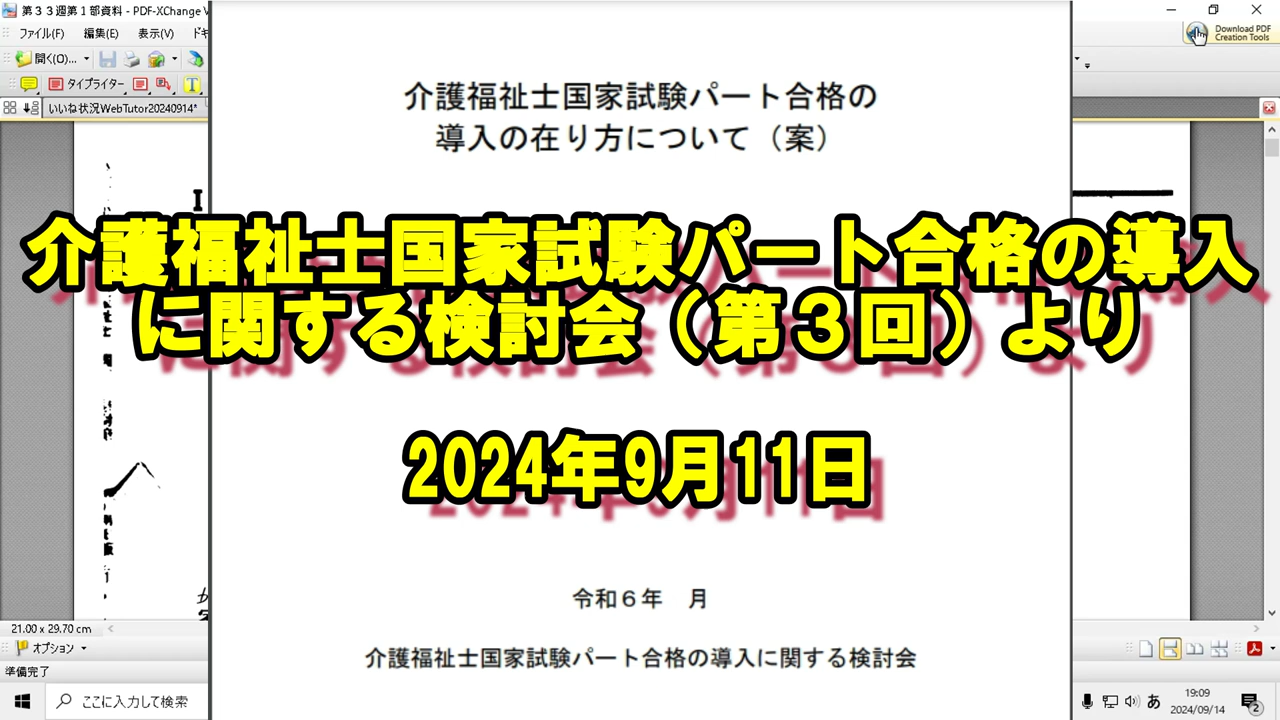 第３３週第１部資料 - PDF-XChange V
ファイル(F) 編集(E) 表示(V) ドキ
Download PDF
Creation Tools
開く(O)...
タイプライター
いいね状況WebTutor20240914*
介護福祉士国家試験パート合格の
導入の在り方について（案）
介護福祉士国家試験パート合格の導入
に関する検討会（第３回）より
2024年9月11日
令和６年　月
介護福祉士国家試験パート合格の導入に関する検討会
21.00 x 29.70 cm
オプション
準備完了
ここに入力して検索
あ
19:09
2024/09/14
2